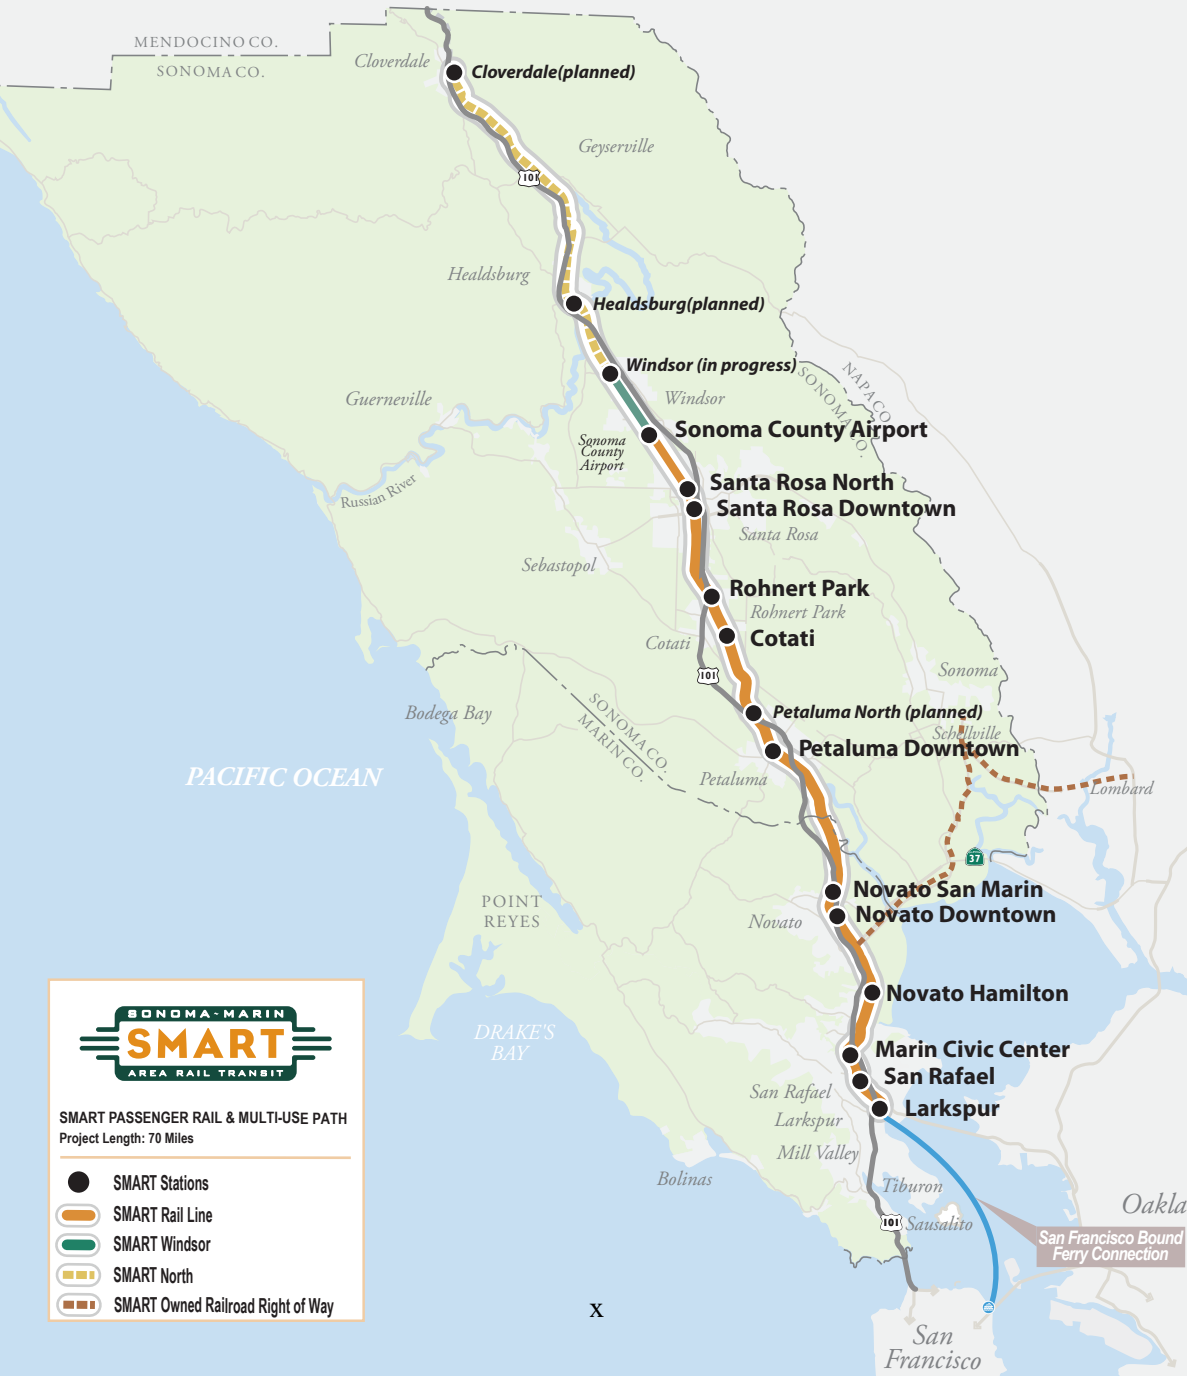 MENDOCINO CO.
SONOMA CO.
Cloverdale
Cloverdale(planned)
Geyserville
101
Healdsburg
Healdsburg(planned)
Windsor (in progress)
NAPA CO.
SONOMA CO.
Windsor
Guerneville
Sonoma County Airport
Sonoma
County
Airport
Russian River
Santa Rosa North
Santa Rosa Downtown
Santa Rosa
Sebastopol
Rohnert Park
Rohnert Park
Cotati
Cotati
101
Sonoma
Bodega Bay
SONOMA CO.
MARIN CO.
Petaluma North (planned)
Schellville
Petaluma Downtown
PACIFIC OCEAN
Petaluma
Lombard
37
Novato San Marin
POINT
REYES
Novato
Novato Downtown
Novato Hamilton
DRAKE'S
BAY
Marin Civic Center
San Rafael
San Rafael
Larkspur
Larkspur
Mill Valley
Bolinas
Tiburon
Oakla
101
Sausalito
San Francisco Bound
Ferry Connection
San
Francisco
SONOMA-MARIN
SMART
AREA RAIL TRANSIT
SMART PASSENGER RAIL & MULTI-USE PATH
Project Length: 70 Miles
SMART Stations
SMART Rail Line
SMART Windsor
SMART North
SMART Owned Railroad Right of Way
x